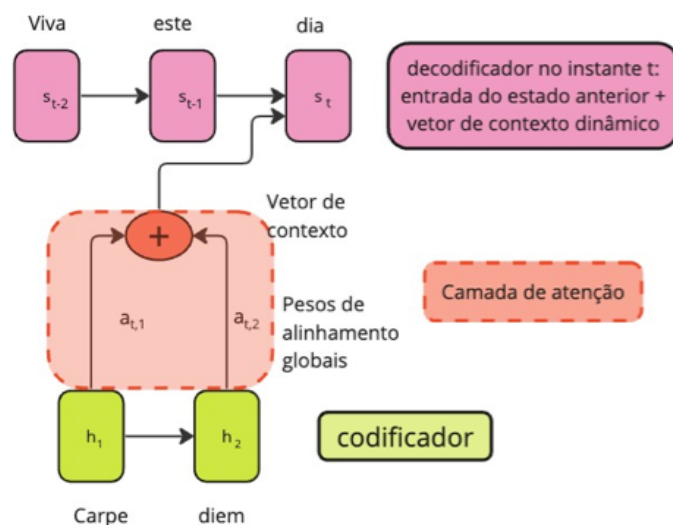 Viva este dia
s t-2
s t-1
s t
decodificador no instante t:
entrada do estado anterior +
vetor de contexto dinâmico
Vetor de
contexto
+
a t,1
a t,2
Pesos de
alinhamento
globais
Camada de atenção
h 1
h 2
codificador
Carpe diem